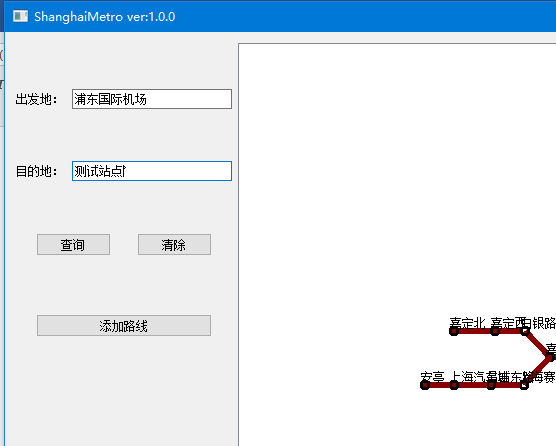 ShanghaiMetro ver:1.0.0
出发地：
浦东国际机场
目的地：
测试站点
查询
清除
添加路线
嘉定北
嘉定西
白银路
嘉
安亭
上海汽
昌吉东路
上海赛